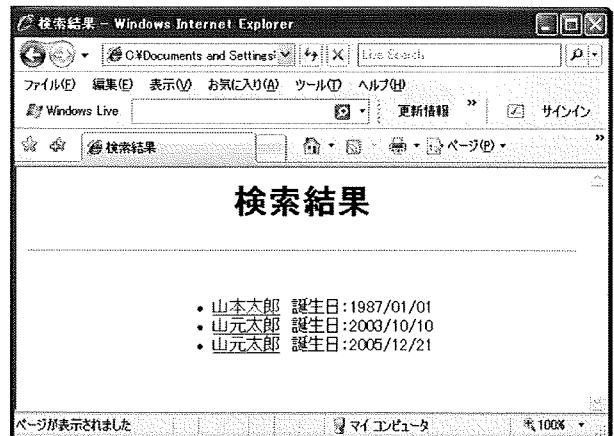 検索結果 - Windows Internet Explorer
C:¥Documents and Settings¥
Live Search
ファイル(F) 編集(E) 表示(V) お気に入り(A) ツール(T) ヘルプ(H)
Windows Live 更新情報 » サインイン
検索結果 ページ(P) »
検索結果
• 山本太郎 誕生日:1987/01/01
• 山元太郎 誕生日:2003/10/10
• 山元太郎 誕生日:2005/12/21
ページが表示されました マイ コンピュータ 100%